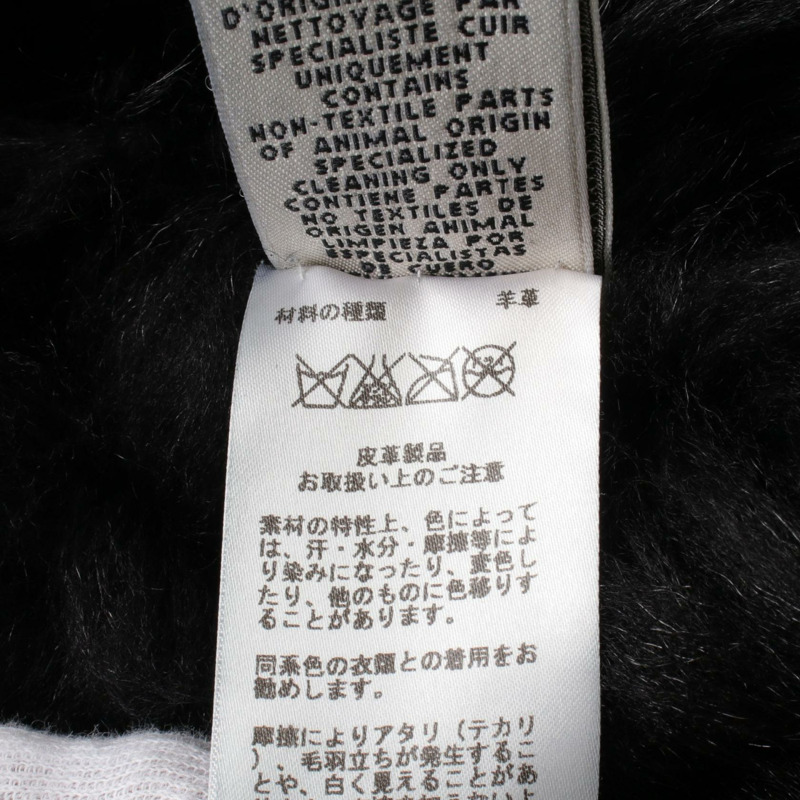 D'ORIGINE
NETTOYAGE PAR
SPECIALISTE CUIR
UNIQUEMENT
CONTAINS
NON-TEXTILE PARTS
OF ANIMAL ORIGIN
SPECIALIZED
CLEANING ONLY
CONTIENE PARTES
NO TEXTILES DE
ORIGEN ANIMAL
LIMPIEZA POR
ESPECIALISTAS
DE CUERO
材料の種類 羊革
皮革製品
お取扱い上のご注意
素材の特性上、色によって
は、汗・水分・摩擦等によ
り染みになったり、変色し
たり、他のものに色移りす
ることがあります。
同系色の衣類との着用をお
勧めします。
摩擦によりアタリ（テカリ
）、毛羽立ちが発生するこ
とや、白く見えることがあ